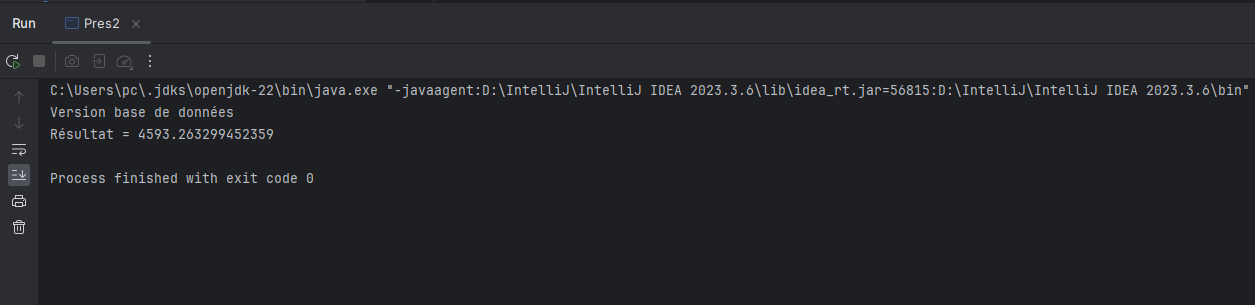 Run
Pres2
C:\Users\pc\.jdks\openjdk-22\bin\java.exe "-javaagent:D:\IntelliJ\IntelliJ IDEA 2023.3.6\lib\idea_rt.jar=56815:D:\IntelliJ\IntelliJ IDEA 2023.3.6\bin"
Version base de données
Résultat = 4593.263299452359
Process finished with exit code 0